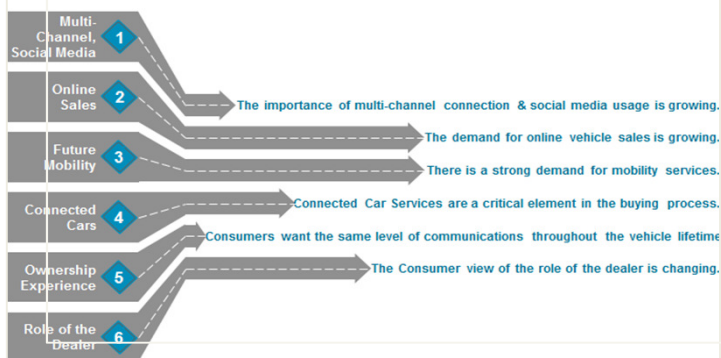 Multi-
Channel,
Social Media
1
The importance of multi-channel connection & social media usage is growing.
Online
Sales
2
The demand for online vehicle sales is growing.
Future
Mobility
3
There is a strong demand for mobility services.
Connected
Cars
4
Connected Car Services are a critical element in the buying process.
Ownership
Experience
5
Consumers want the same level of communications throughout the vehicle lifetime
Role of the
Dealer
6
The Consumer view of the role of the dealer is changing.